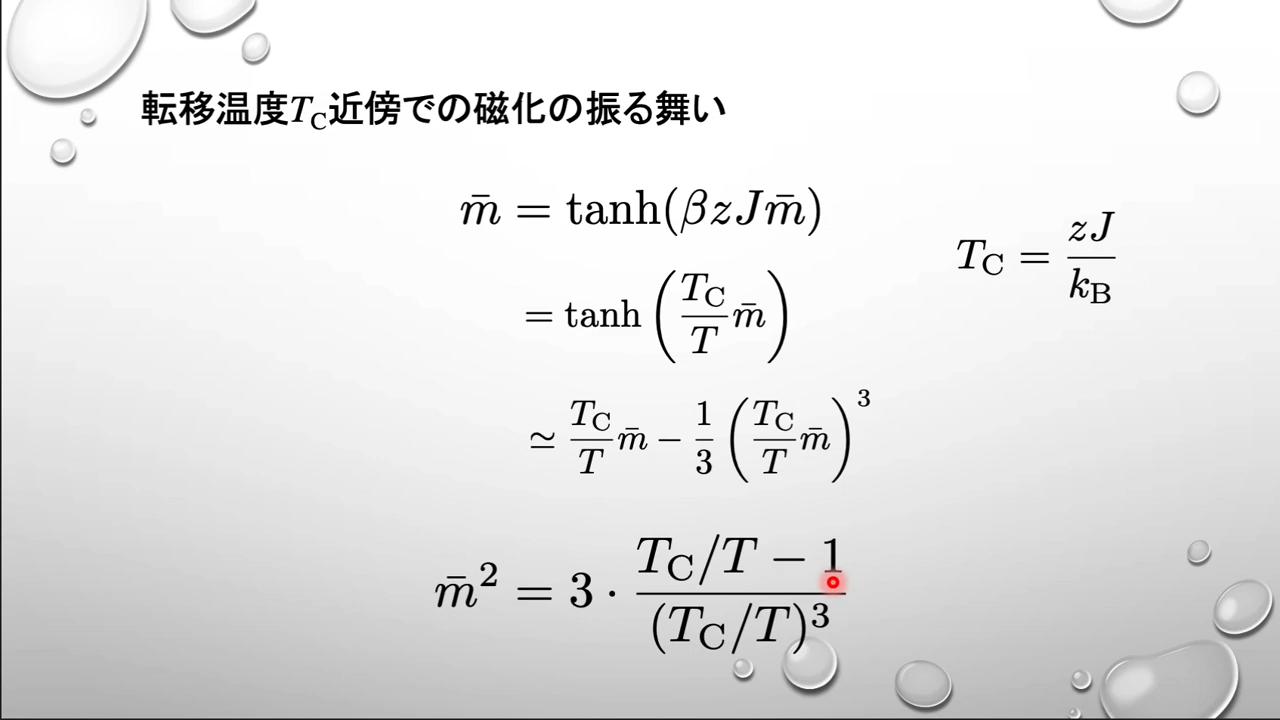 転移温度T_C近傍での磁化の振る舞い
m̄ = tanh(βzJm̄)
T_C = zJ/k_B
= tanh(T_C/T m̄)
≃ T_C/T m̄ − 1/3 (T_C/T m̄)^3
m̄^2 = 3 · (T_C/T − 1)/(T_C/T)^3